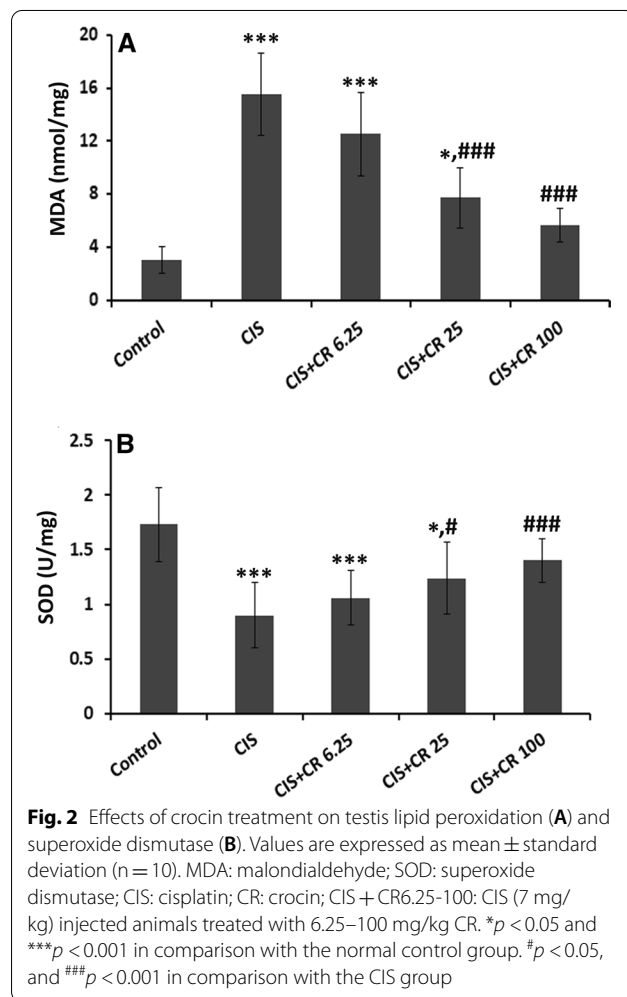 A
MDA (nmol/mg)
20
16
12
8
4
0
***
***
*,###
###
Control
CIS
CIS+CR 6.25
CIS+CR 25
CIS+CR 100
B
SOD (U/mg)
2.5
2
1.5
1
0.5
0
***
***
*,#
###
Control
CIS
CIS+CR 6.25
CIS+CR 25
CIS+CR 100
Fig. 2 Effects of crocin treatment on testis lipid peroxidation (A) and
superoxide dismutase (B). Values are expressed as mean ± standard
deviation (n = 10). MDA: malondialdehyde; SOD: superoxide
dismutase; CIS: cisplatin; CR: crocin; CIS + CR6.25-100: CIS (7 mg/
kg) injected animals treated with 6.25–100 mg/kg CR. *p < 0.05 and
***p < 0.001 in comparison with the normal control group. #p < 0.05,
and ###p < 0.001 in comparison with the CIS group